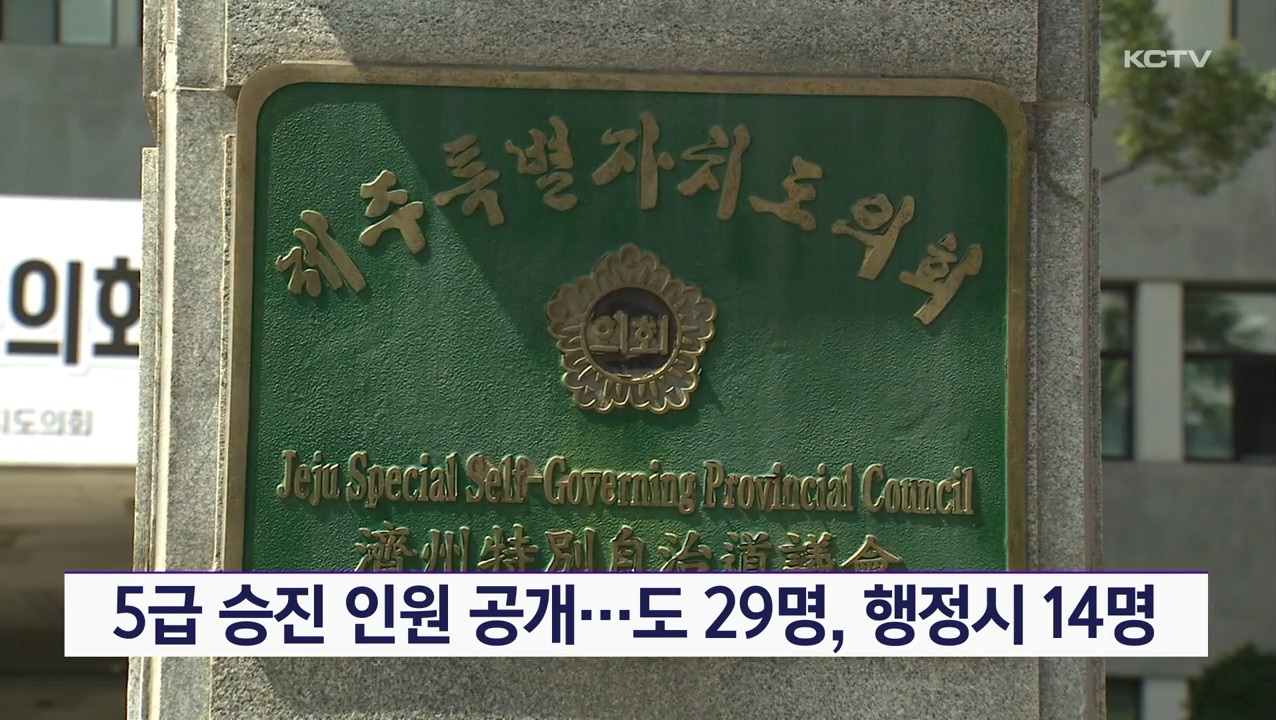 KCTV
제주특별자치도의회
의회
의회
치도의회
Jeju Special Self-Governing Provincial Council
濟州特別自治道議會
5급 승진 인원 공개…도 29명, 행정시 14명